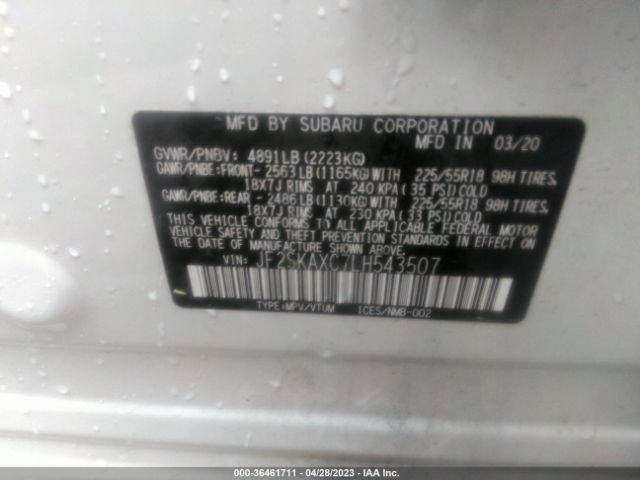 MFD BY SUBARU CORPORATION
MFD IN 03/20
GVWR/PNBV: 4891LB (2223KG)
GAWR/PNBE: FRONT- 2563LB (1165KG) WITH 225/55R18 98H TIRES,
18X7J RIMS AT 240 KPA (35 PSI) COLD
GAWR/PNBE: REAR - 2486LB (1130KG) WITH 225/55R18 98H TIRES,
18X7J RIMS AT 230 KPA (33 PSI) COLD
THIS VEHICLE CONFORMS TO ALL APPLICABLE FEDERAL MOTOR
VEHICLE SAFETY AND THEFT PREVENTION STANDARDS IN EFFECT
ON THE DATE OF MANUFACTURE SHOWN ABOVE.
VIN: JF2SKAXC7LH543507
TYPE: MPV/VTUM ICES/NMB-002
000-36461711 - 04/28/2023 - IAA Inc.